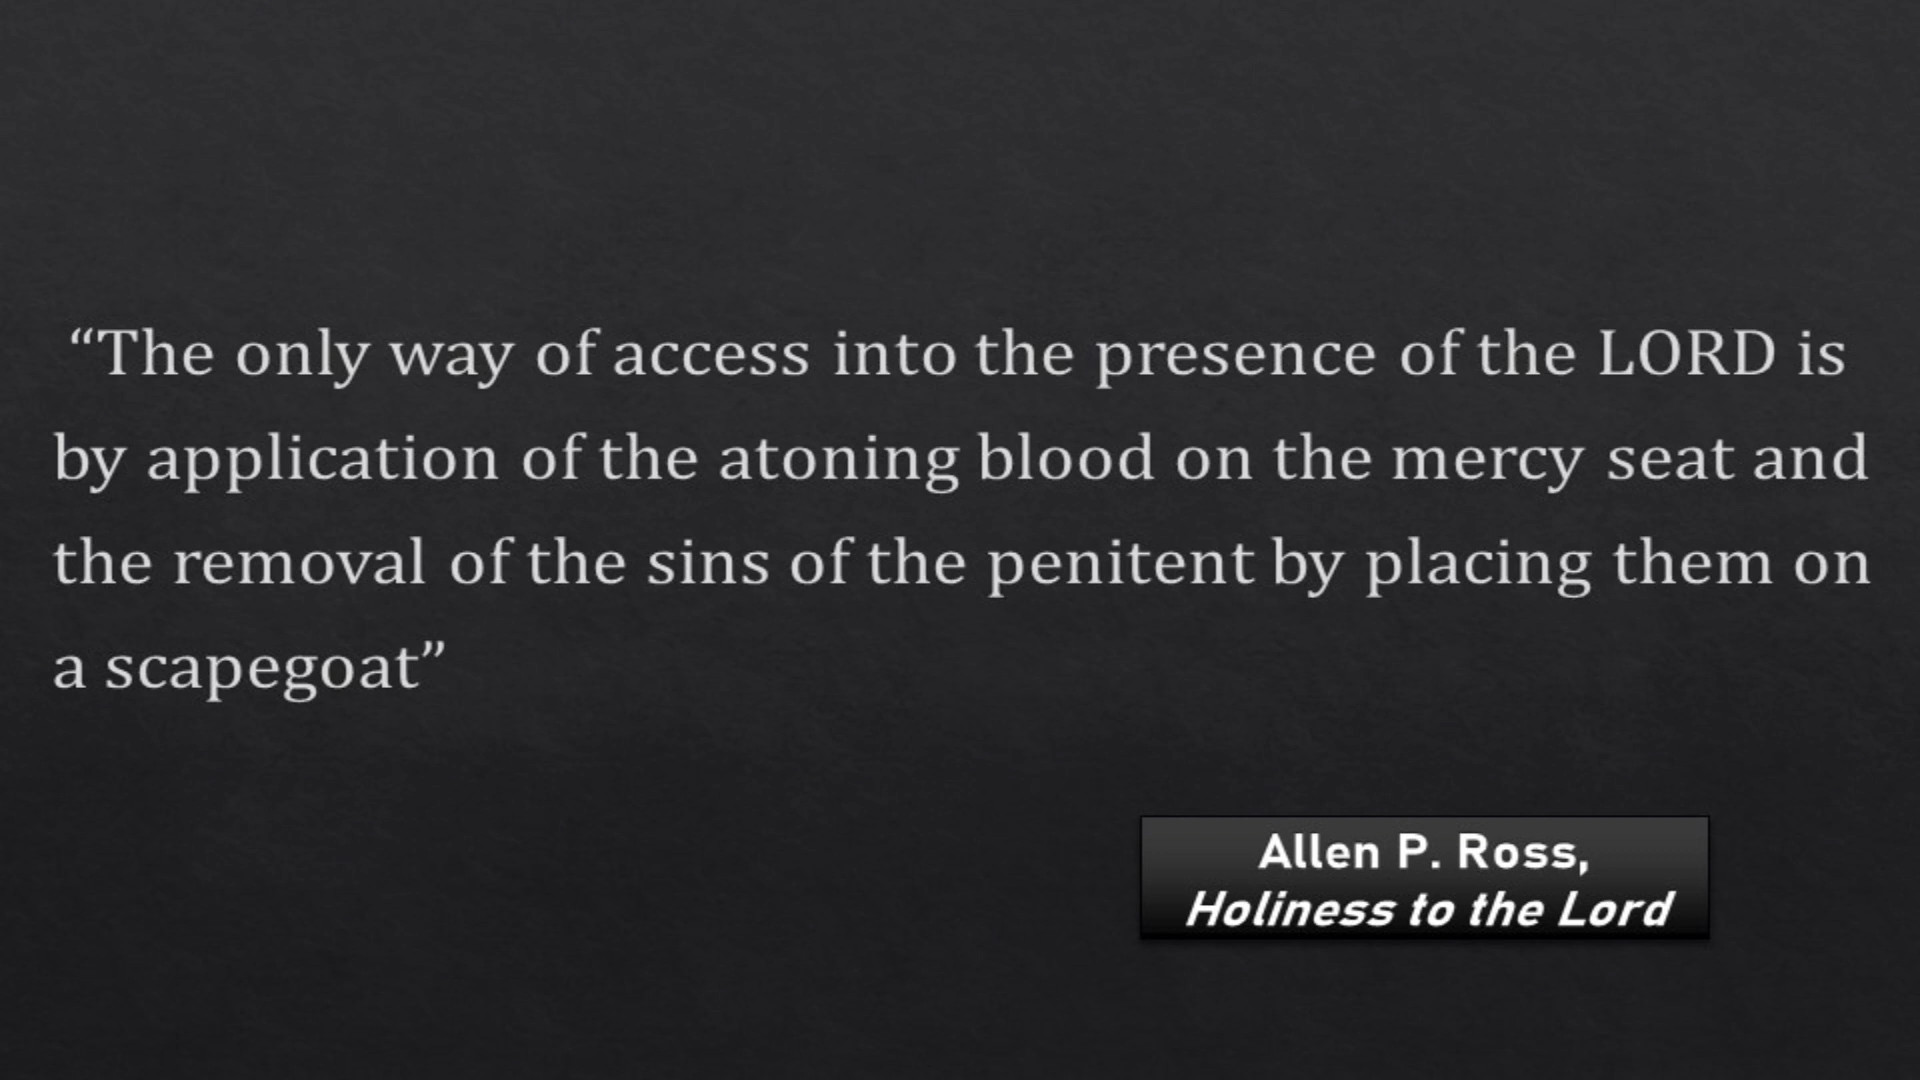 “The only way of access into the presence of the LORD is
by application of the atoning blood on the mercy seat and
the removal of the sins of the penitent by placing them on
a scapegoat”
Allen P. Ross,
Holiness to the Lord